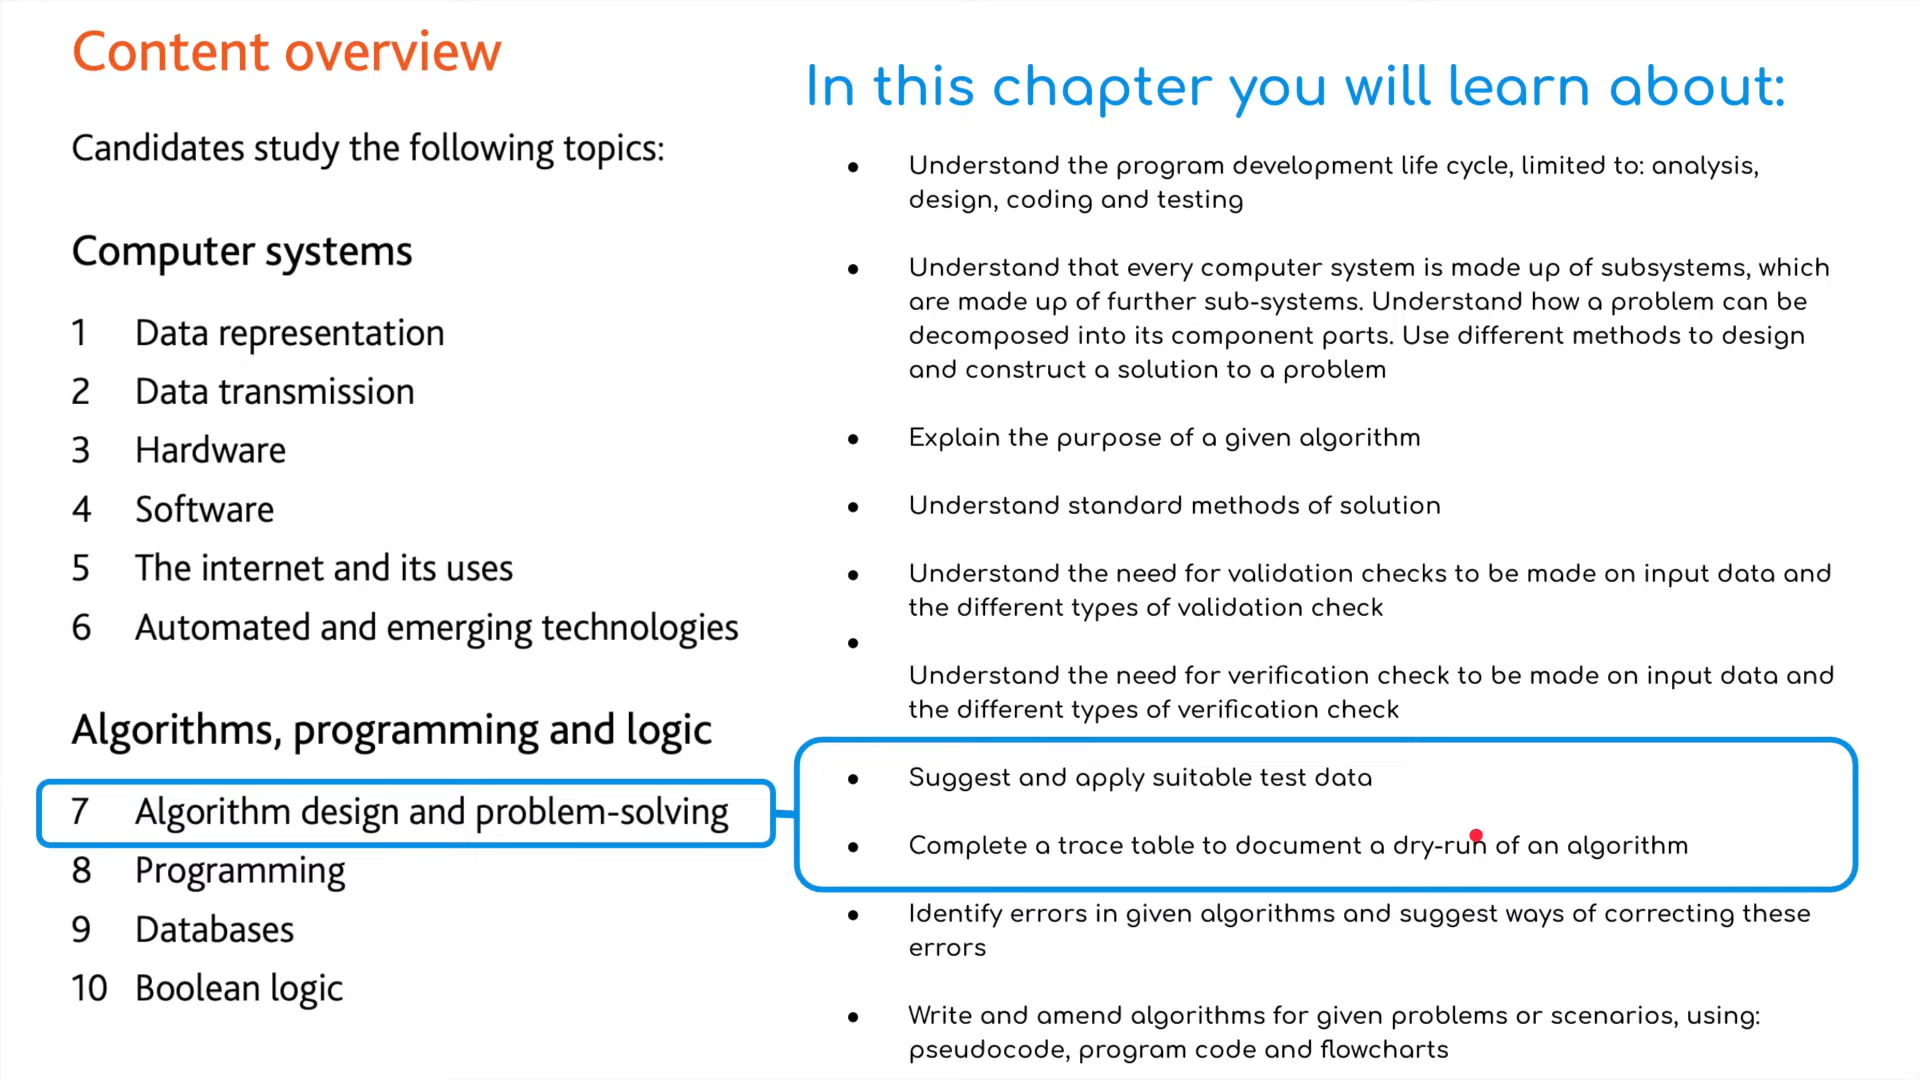 Content overview
Candidates study the following topics:
Computer systems
1 Data representation
2 Data transmission
3 Hardware
4 Software
5 The internet and its uses
6 Automated and emerging technologies
Algorithms, programming and logic
7 Algorithm design and problem-solving
8 Programming
9 Databases
10 Boolean logic
In this chapter you will learn about:
• Understand the program development life cycle, limited to: analysis,
design, coding and testing
• Understand that every computer system is made up of subsystems, which
are made up of further sub-systems. Understand how a problem can be
decomposed into its component parts. Use different methods to design
and construct a solution to a problem
• Explain the purpose of a given algorithm
• Understand standard methods of solution
• Understand the need for validation checks to be made on input data and
the different types of validation check
•
Understand the need for verification check to be made on input data and
the different types of verification check
• Suggest and apply suitable test data
• Complete a trace table to document a dry-run of an algorithm
• Identify errors in given algorithms and suggest ways of correcting these
errors
• Write and amend algorithms for given problems or scenarios, using:
pseudocode, program code and flowcharts